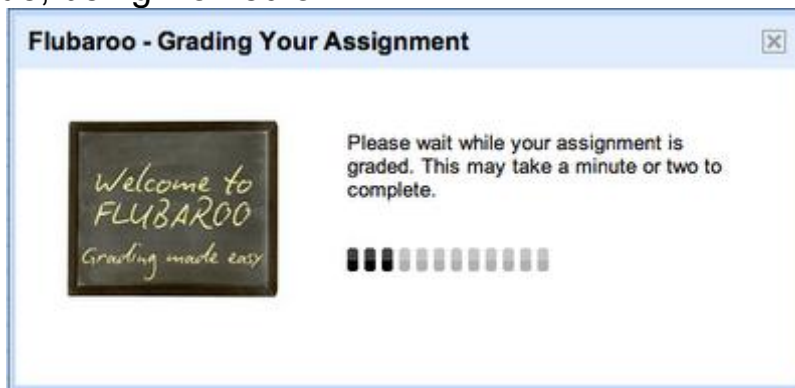 Flubaroo - Grading Your Assignment
Please wait while your assignment is
graded. This may take a minute or two to
complete.
Welcome to
FLUBAROO
Grading made easy